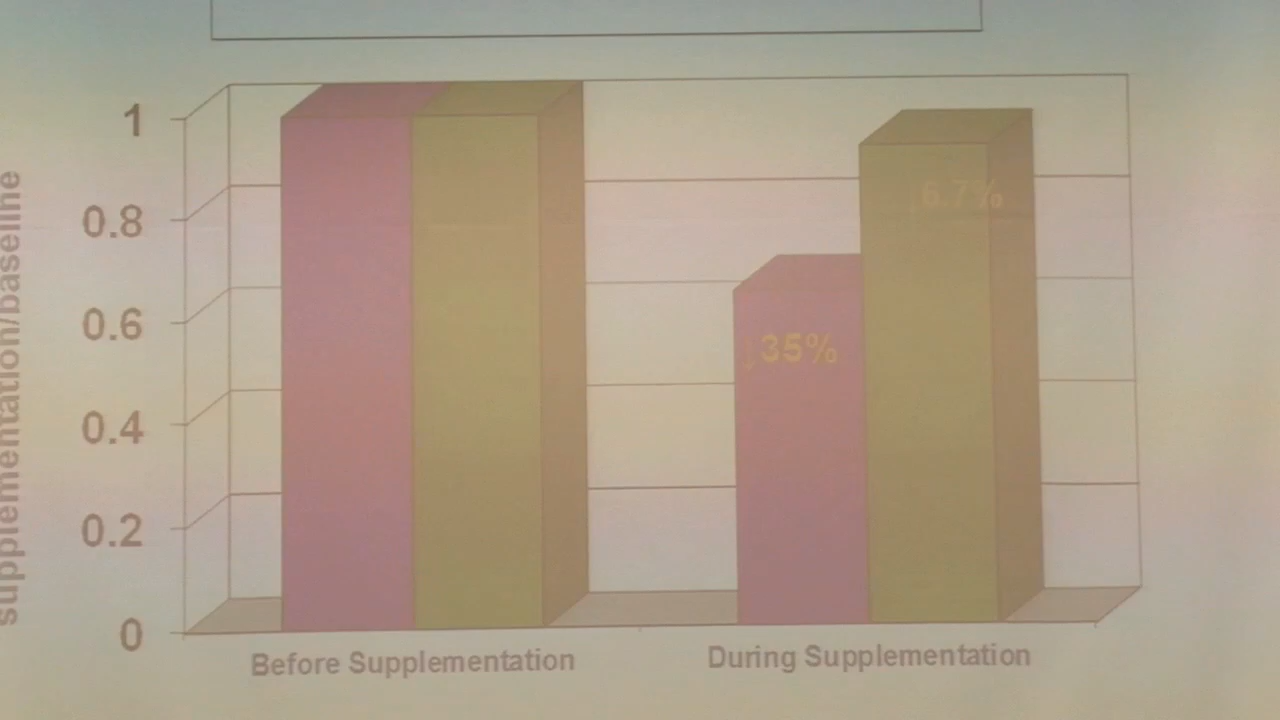 supplementation/baseline
1
0.8
0.6
0.4
0.2
0
6.7%
↓35%
Before Supplementation
During Supplementation